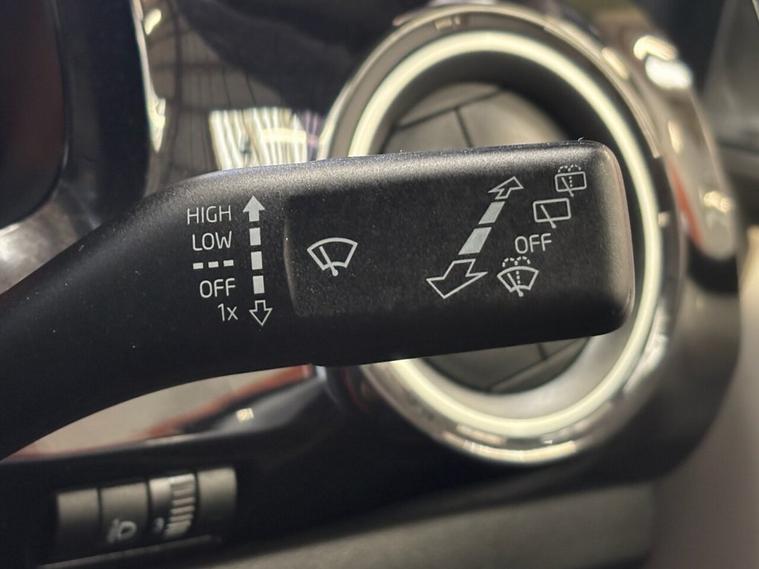 HIGH
LOW
---
OFF
1x
OFF